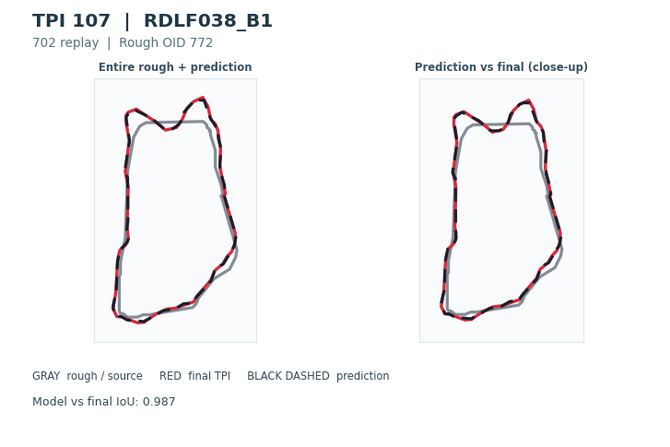 TPI 107 | RDLF038_B1
702 replay | Rough OID 772
Entire rough + prediction
Prediction vs final (close-up)
GRAY rough / source RED final TPI BLACK DASHED prediction
Model vs final IoU: 0.987